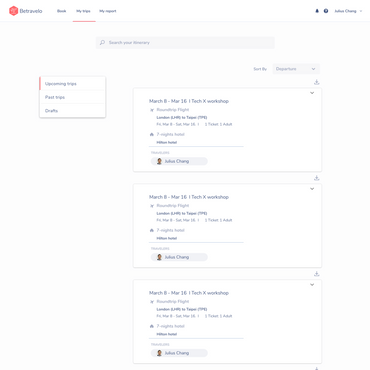 Betravelo
Book
My trips
My report
Julius Chang
Search your itinerary
Sort By
Departure
Upcoming trips
Past trips
Drafts
March 8 - Mar 16 I Tech X workshop
Roundtrip Flight
London (LHR) to Taipei (TPE)
Fri. Mar 8 - Sat. Mar 16, I 1 Ticket: 1 Adult
7 nights hotel
Hilton hotel
TRAVELERS
Julius Chang
March 8 - Mar 16 I Tech X workshop
Roundtrip Flight
London (LHR) to Taipei (TPE)
Fri. Mar 8 - Sat. Mar 16, I 1 Ticket: 1 Adult
7 nights hotel
Hilton hotel
TRAVELERS
Julius Chang
March 8 - Mar 16 I Tech X workshop
Roundtrip Flight
London (LHR) to Taipei (TPE)
Fri. Mar 8 - Sat. Mar 16, I 1 Ticket: 1 Adult
7 nights hotel
Hilton hotel
TRAVELERS
Julius Chang